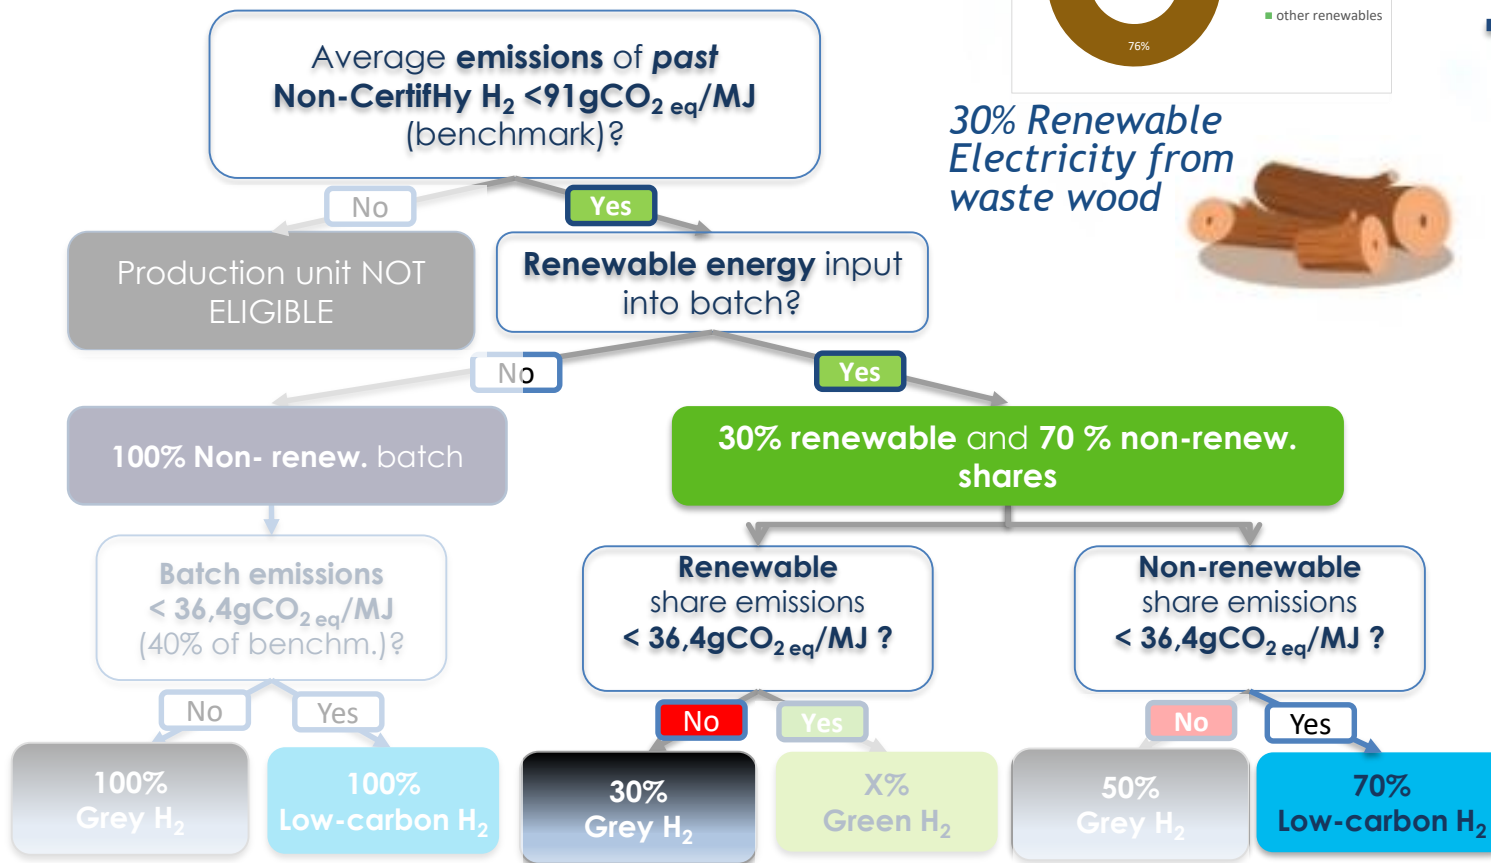 other renewables
76%
Average emissions of past
Non-CertifHy H₂ <91gCO₂ eq/MJ
(benchmark)?
30% Renewable
Electricity from
waste wood
No
Yes
Production unit NOT
ELIGIBLE
Renewable energy input
into batch?
No
Yes
100% Non- renew. batch
30% renewable and 70 % non-renew.
shares
Batch emissions
< 36,4gCO₂ eq/MJ
(40% of benchm.)?
Renewable
share emissions
< 36,4gCO₂ eq/MJ ?
Non-renewable
share emissions
< 36,4gCO₂ eq/MJ ?
No
Yes
No
Yes
No
Yes
100%
Grey H₂
100%
Low-carbon H₂
30%
Grey H₂
X%
Green H₂
50%
Grey H₂
70%
Low-carbon H₂